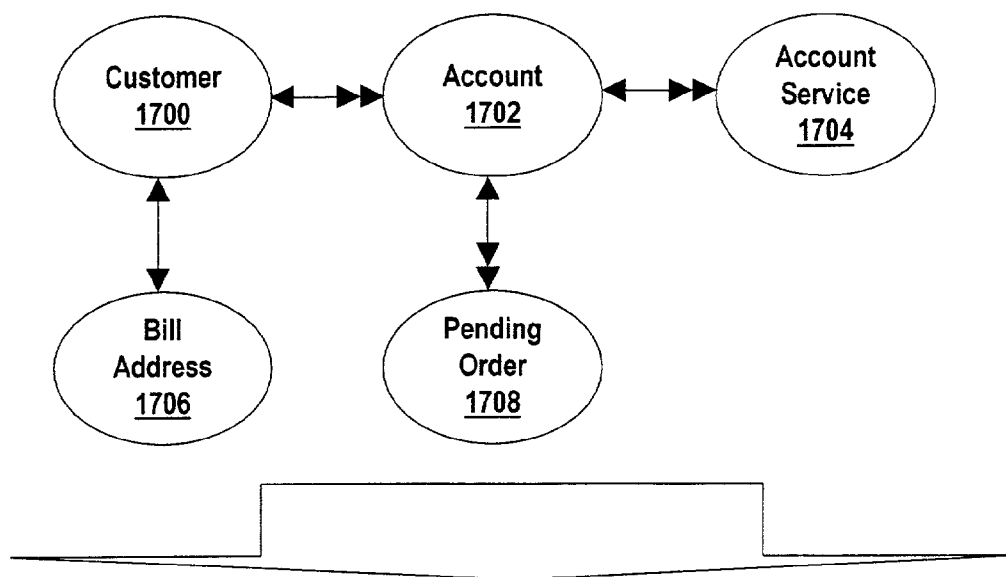 Customer
1700
Account
1702
Account
Service
1704
Bill
Address
1706
Pending
Order
1708